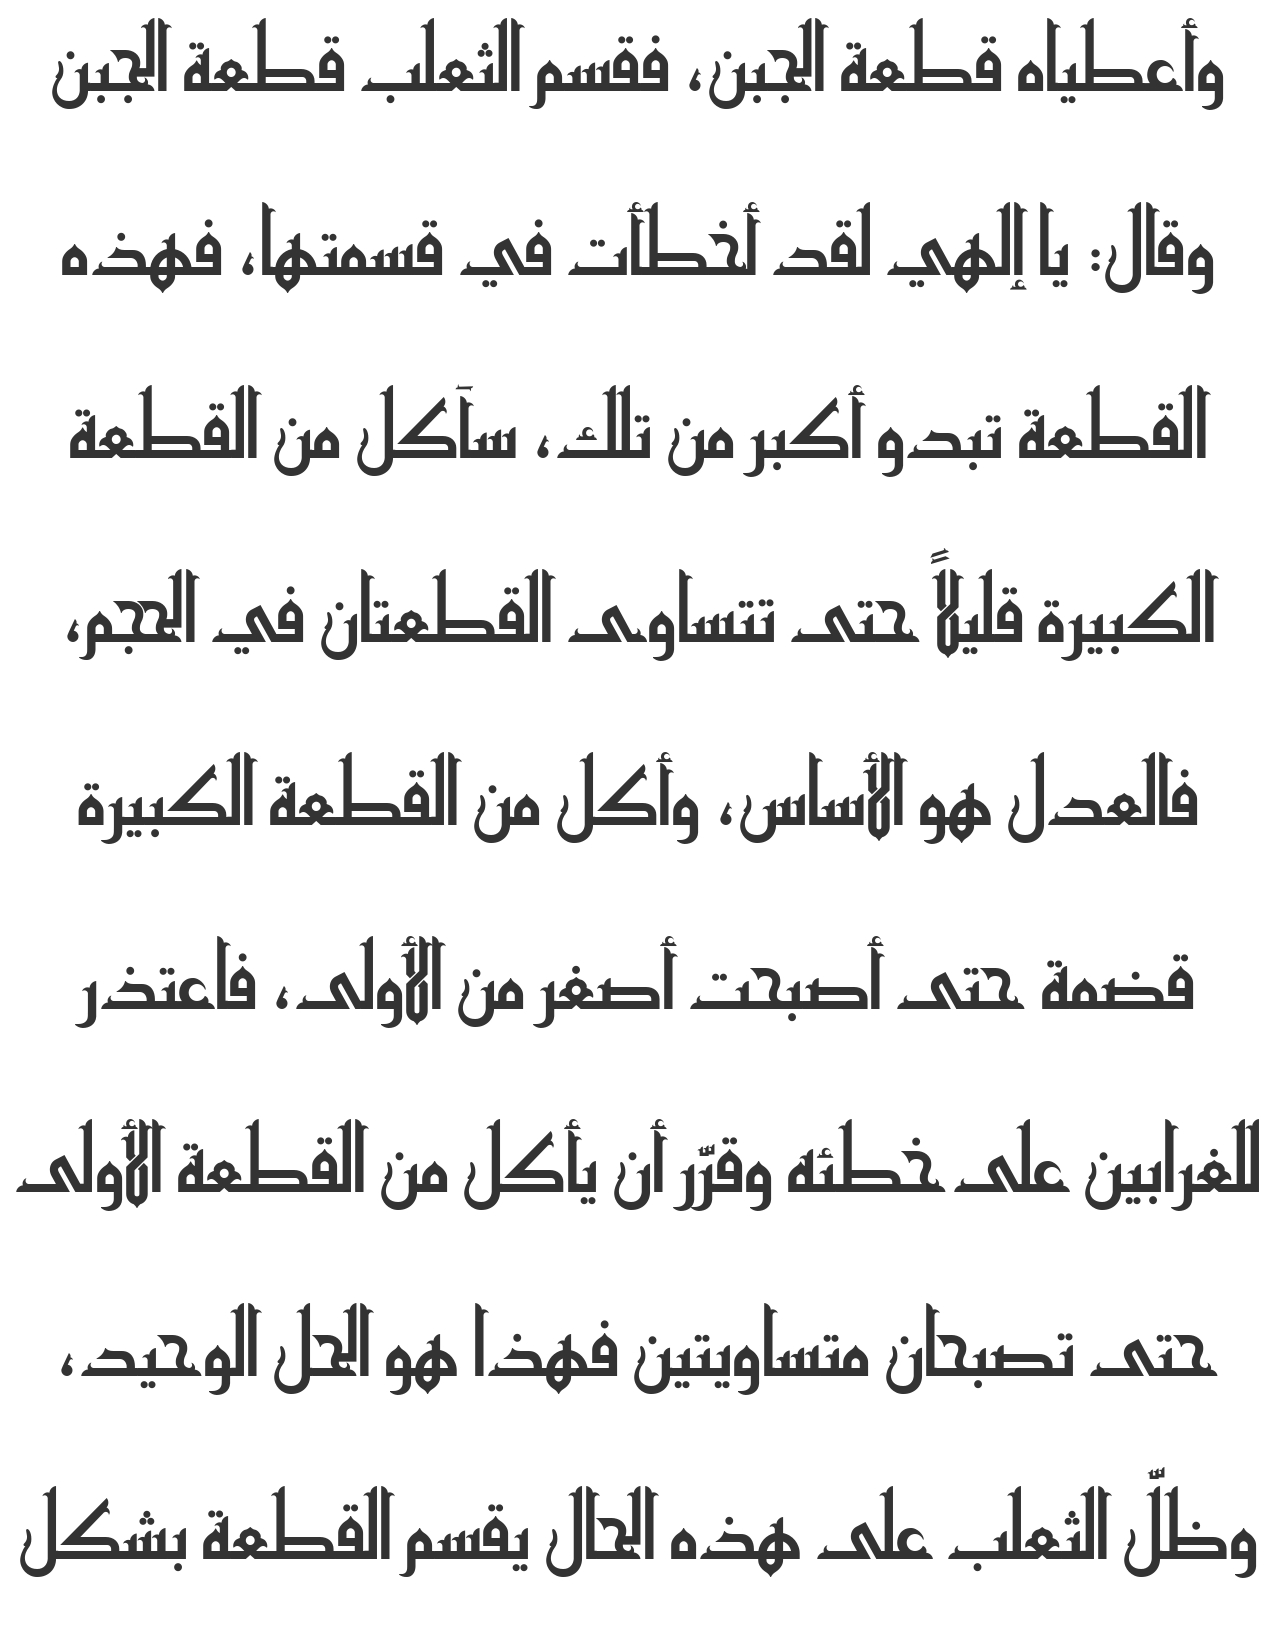 وأعطياه قطعة الجبن، فقسم الثعلب قطعة الجبن
وقال: يا إلهي لقد أخطأت في قسمتها، فهذه
القطعة تبدو أكبر من تلك، سآكل من القطعة
الكبيرة قليلاً حتى تتساوى القطعتان في الحجم،
فالعدل هو الأساس، وأكل من القطعة الكبيرة
قضمة حتى أصبحت أصغر من الأولى، فاعتذر
للغرابين على خطئه وقرّر أن يأكل من القطعة الأولى
حتى تصبحان متساويتين فهذا هو الحل الوحيد،
وظلّ الثعلب على هذه الحال يقسم القطعة بشكل